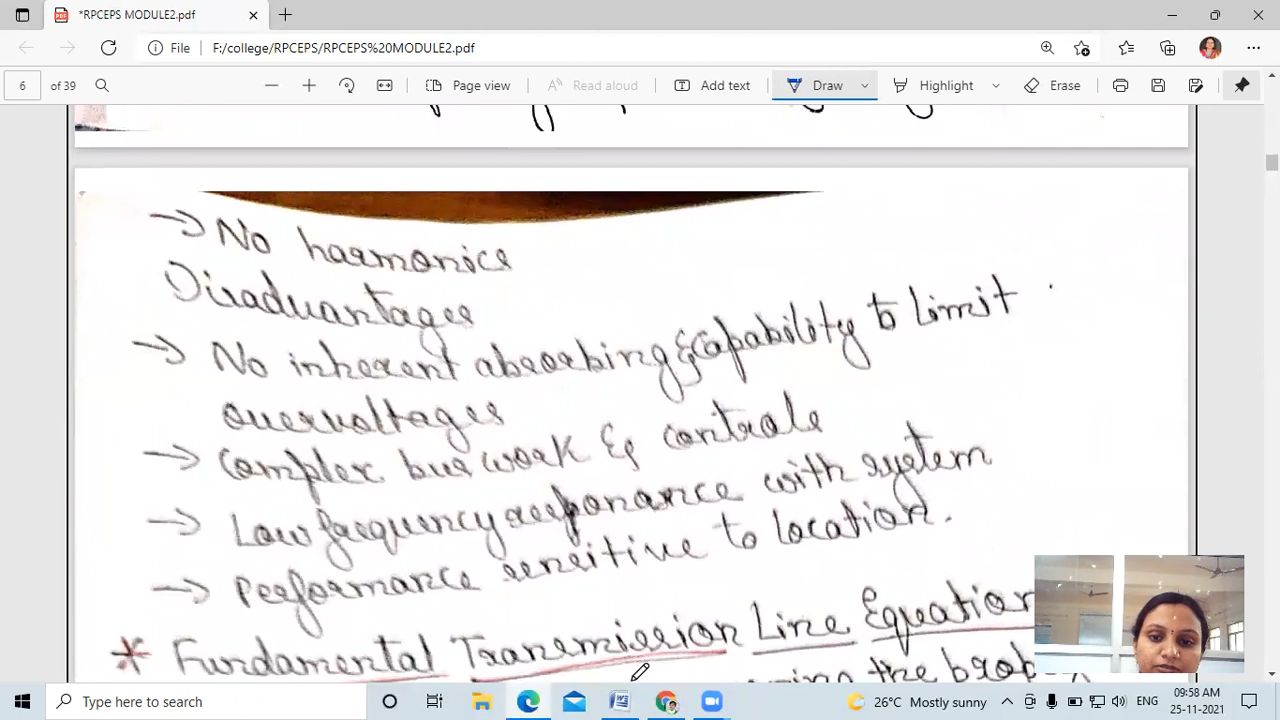 *RPCEPS MODULE2.pdf
File F:/college/RPCEPS/RPCEPS%20MODULE2.pdf
6 of 39 Page view Read aloud Add text Draw Highlight Erase
→ No harmonics
Disadvantages
→ No inherent absorbing & capability to limit
overvoltages
→ Complex buswork & controls
→ Low frequency resonance with system
→ Performance sensitive to location.
* Fundamental Transmission Line Equation
the
Type here to search
26°C Mostly sunny ENG 09:58 AM
25-11-2021